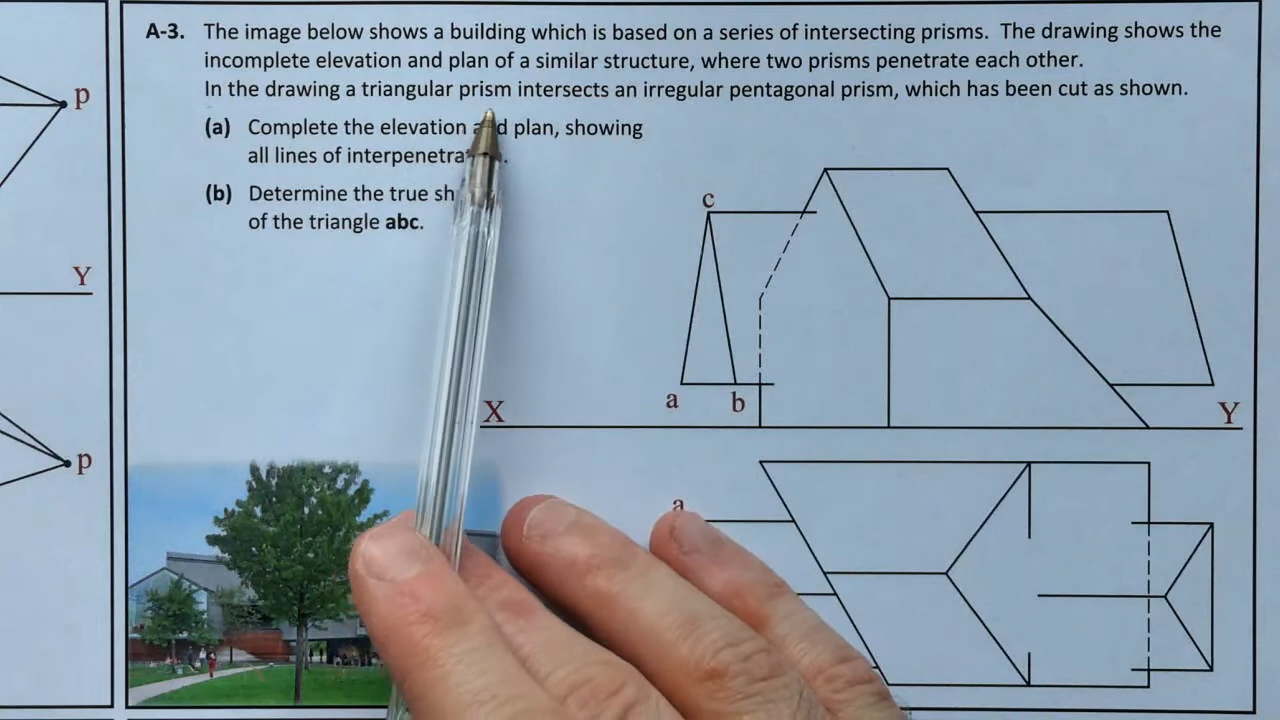 A-3. The image below shows a building which is based on a series of intersecting prisms. The drawing shows the
incomplete elevation and plan of a similar structure, where two prisms penetrate each other.
In the drawing a triangular prism intersects an irregular pentagonal prism, which has been cut as shown.
(a) Complete the elevation and plan, showing
all lines of interpenetra
(b) Determine the true sh
of the triangle abc.
p
Y
p
c
a b
X Y
a